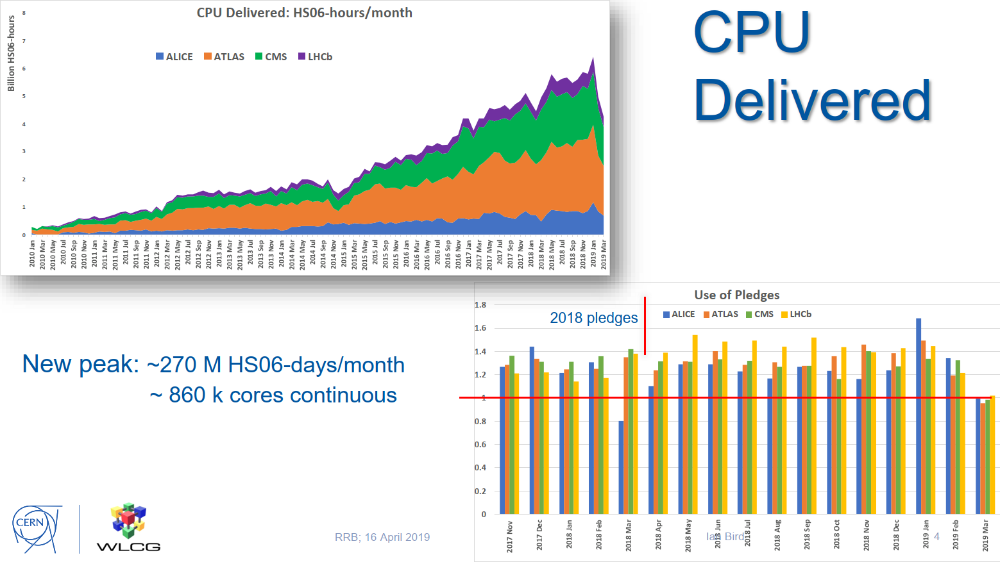 CPU Delivered: HS06-hours/month
Billion HS06-hours
8
7
6
5
4
3
2
1
0
ALICE ATLAS CMS LHCb
2010 Jan
2010 Mar
2010 May
2010 Jul
2010 Sep
2010 Nov
2011 Jan
2011 Mar
2011 May
2011 Jul
2011 Sep
2011 Nov
2012 Jan
2012 Mar
2012 May
2012 Jul
2012 Sep
2012 Nov
2013 Jan
2013 Mar
2013 May
2013 Jul
2013 Sep
2013 Nov
2014 Jan
2014 Mar
2014 May
2014 Jul
2014 Sep
2014 Nov
2015 Jan
2015 Mar
2015 May
2015 Jul
2015 Sep
2015 Nov
2016 Jan
2016 Mar
2016 May
2016 Jul
2016 Sep
2016 Nov
2017 Jan
2017 Mar
2017 May
2017 Jul
2017 Sep
2017 Nov
2018 Jan
2018 Mar
2018 May
2018 Jul
2018 Sep
2018 Nov
2019 Jan
2019 Mar
CPU
Delivered
New peak: ~270 M HS06-days/month
~ 860 k cores continuous
Use of Pledges
2018 pledges
ALICE ATLAS CMS LHCb
1.8
1.6
1.4
1.2
1
0.8
0.6
0.4
0.2
0
2017 Nov
2017 Dec
2018 Jan
2018 Feb
2018 Mar
2018 Apr
2018 May
2018 Jun
2018 Jul
2018 Aug
2018 Sep
2018 Oct
2018 Nov
2018 Dec
2019 Jan
2019 Feb
2019 Mar
CERN
WLCG
RRB; 16 April 2019
Ian Bird
4